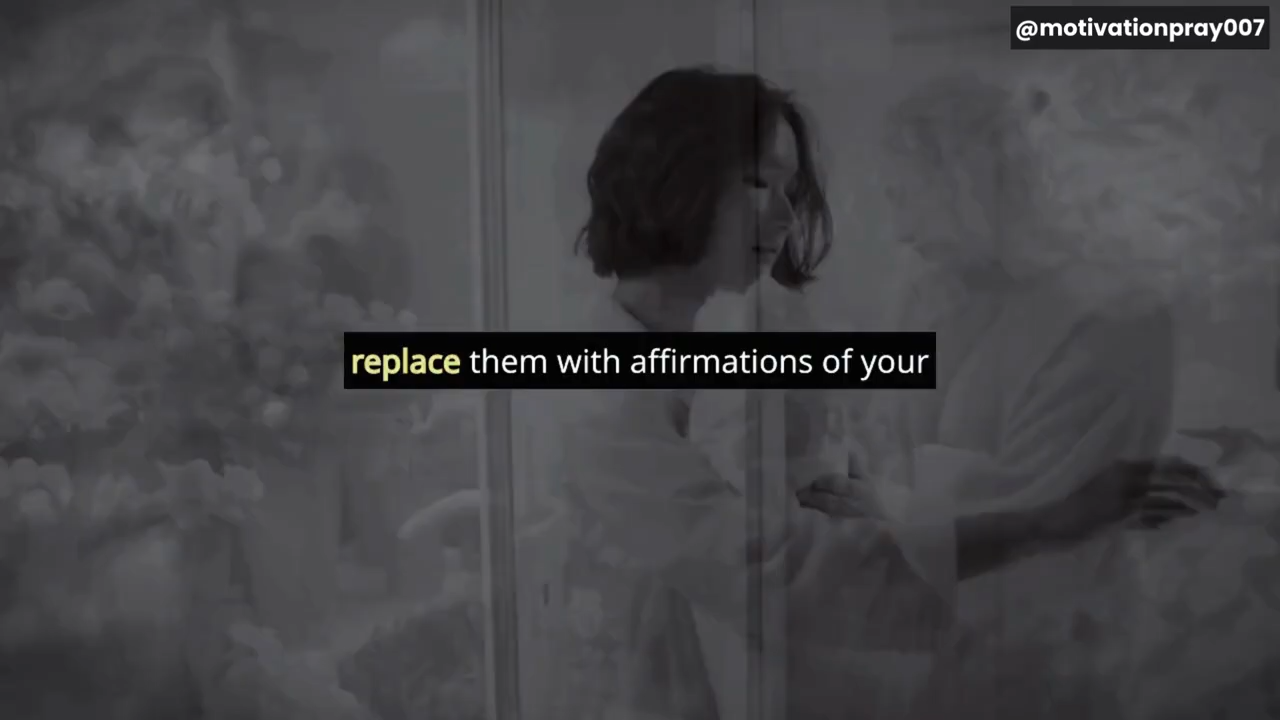 @motivationpray007
replace them with affirmations of your